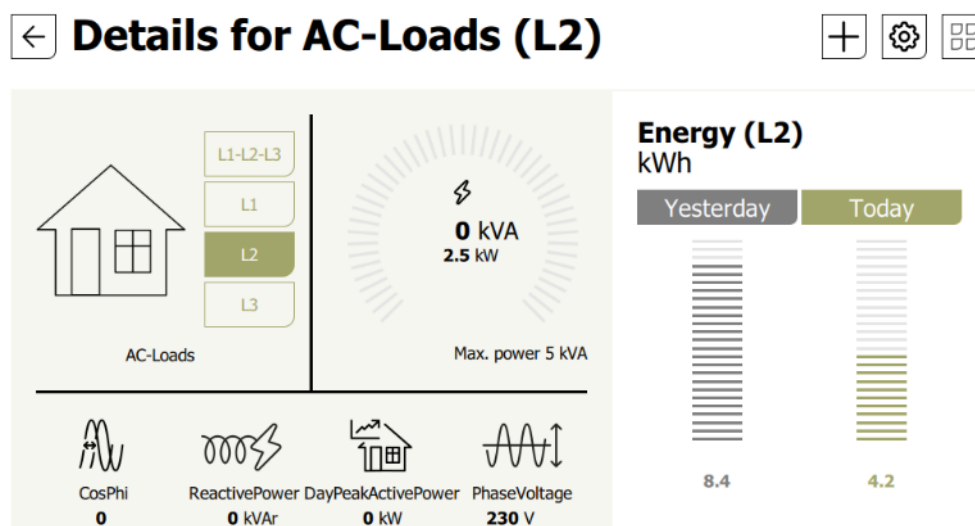 Details for AC-Loads (L2)
L1-L2-L3
L1
L2
L3
AC-Loads
0 kVA
2.5 kW
Max. power 5 kVA
CosPhi
0
ReactivePower
0 kVAr
DayPeakActivePower
0 kW
PhaseVoltage
230 V
Energy (L2)
kWh
Yesterday
Today
8.4
4.2